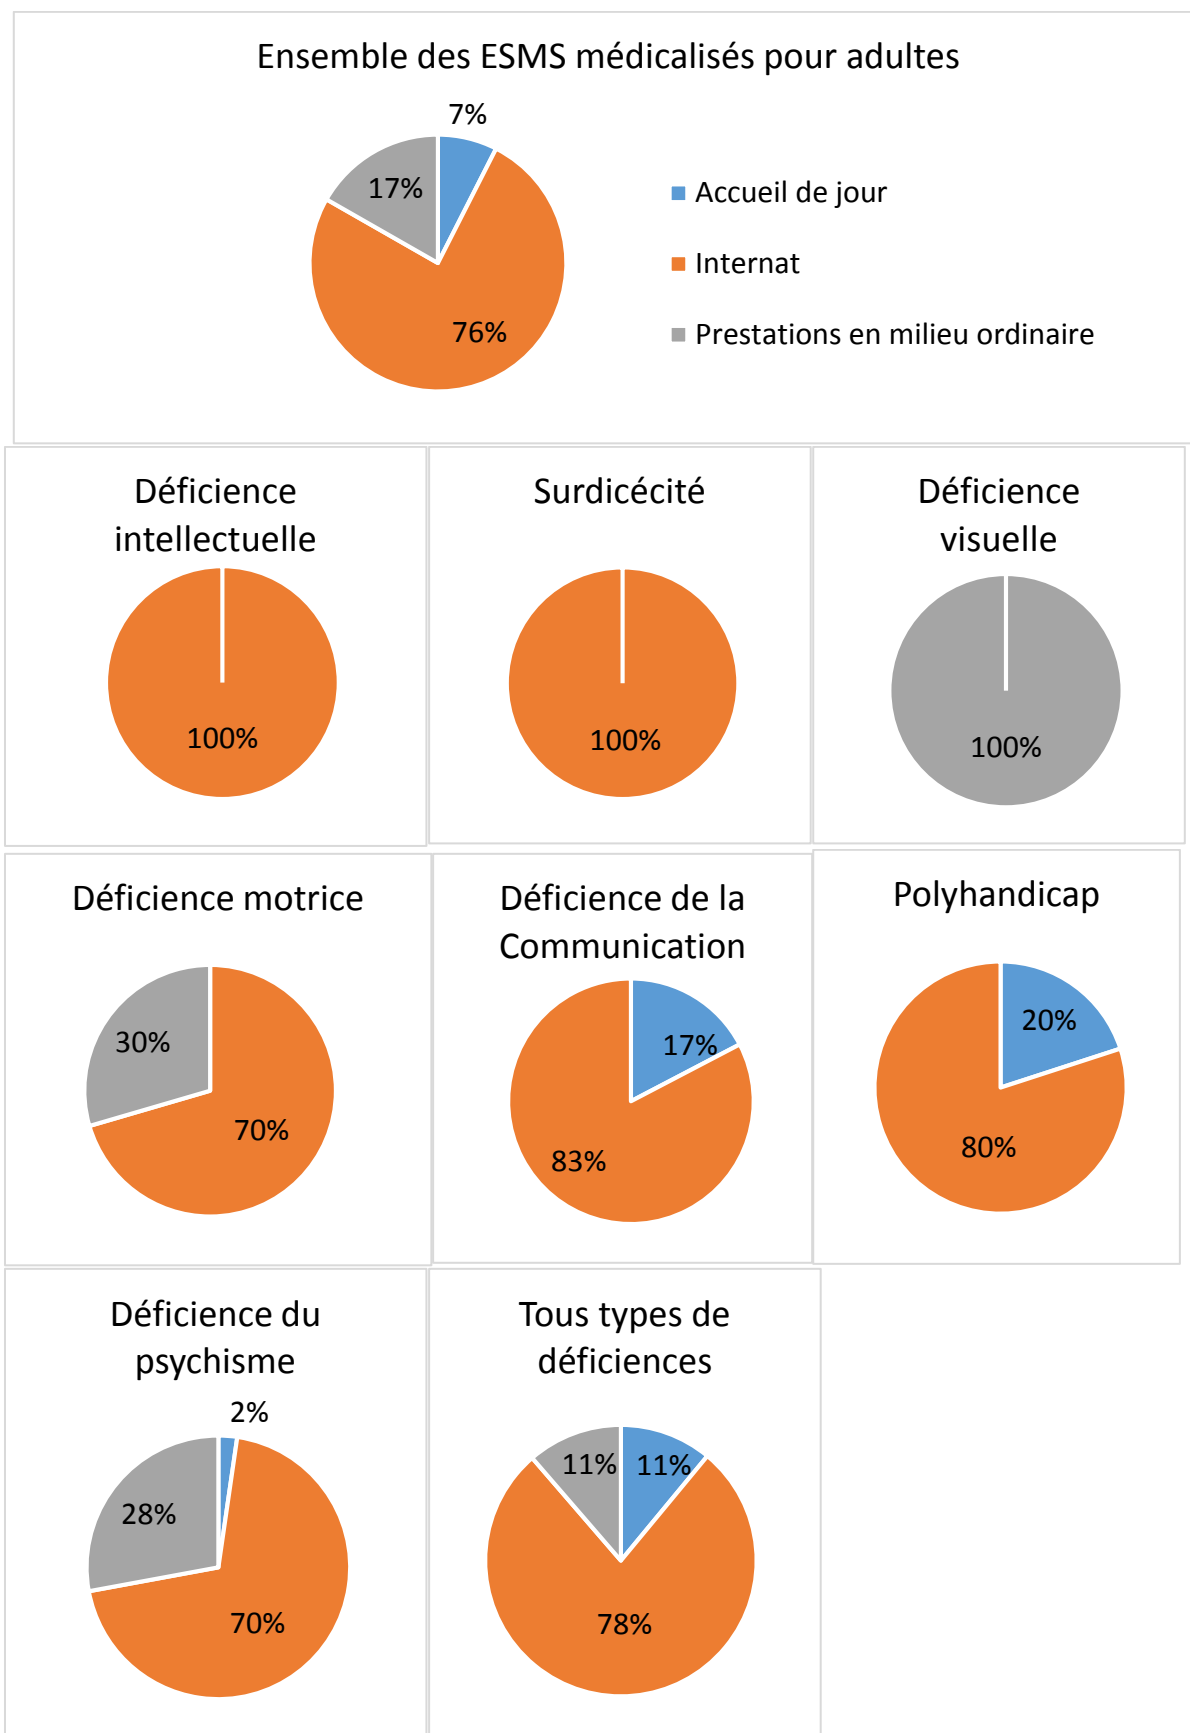 Ensemble des ESMS médicalisés pour adultes
7%
17%
76%
Accueil de jour
Internat
Prestations en milieu ordinaire
Déficience
intellectuelle
100%
Surdicécité
100%
Déficience
visuelle
100%
Déficience motrice
30%
70%
Déficience de la
Communication
17%
83%
Polyhandicap
20%
80%
Déficience du
psychisme
2%
28%
70%
Tous types de
déficiences
11%
11%
78%